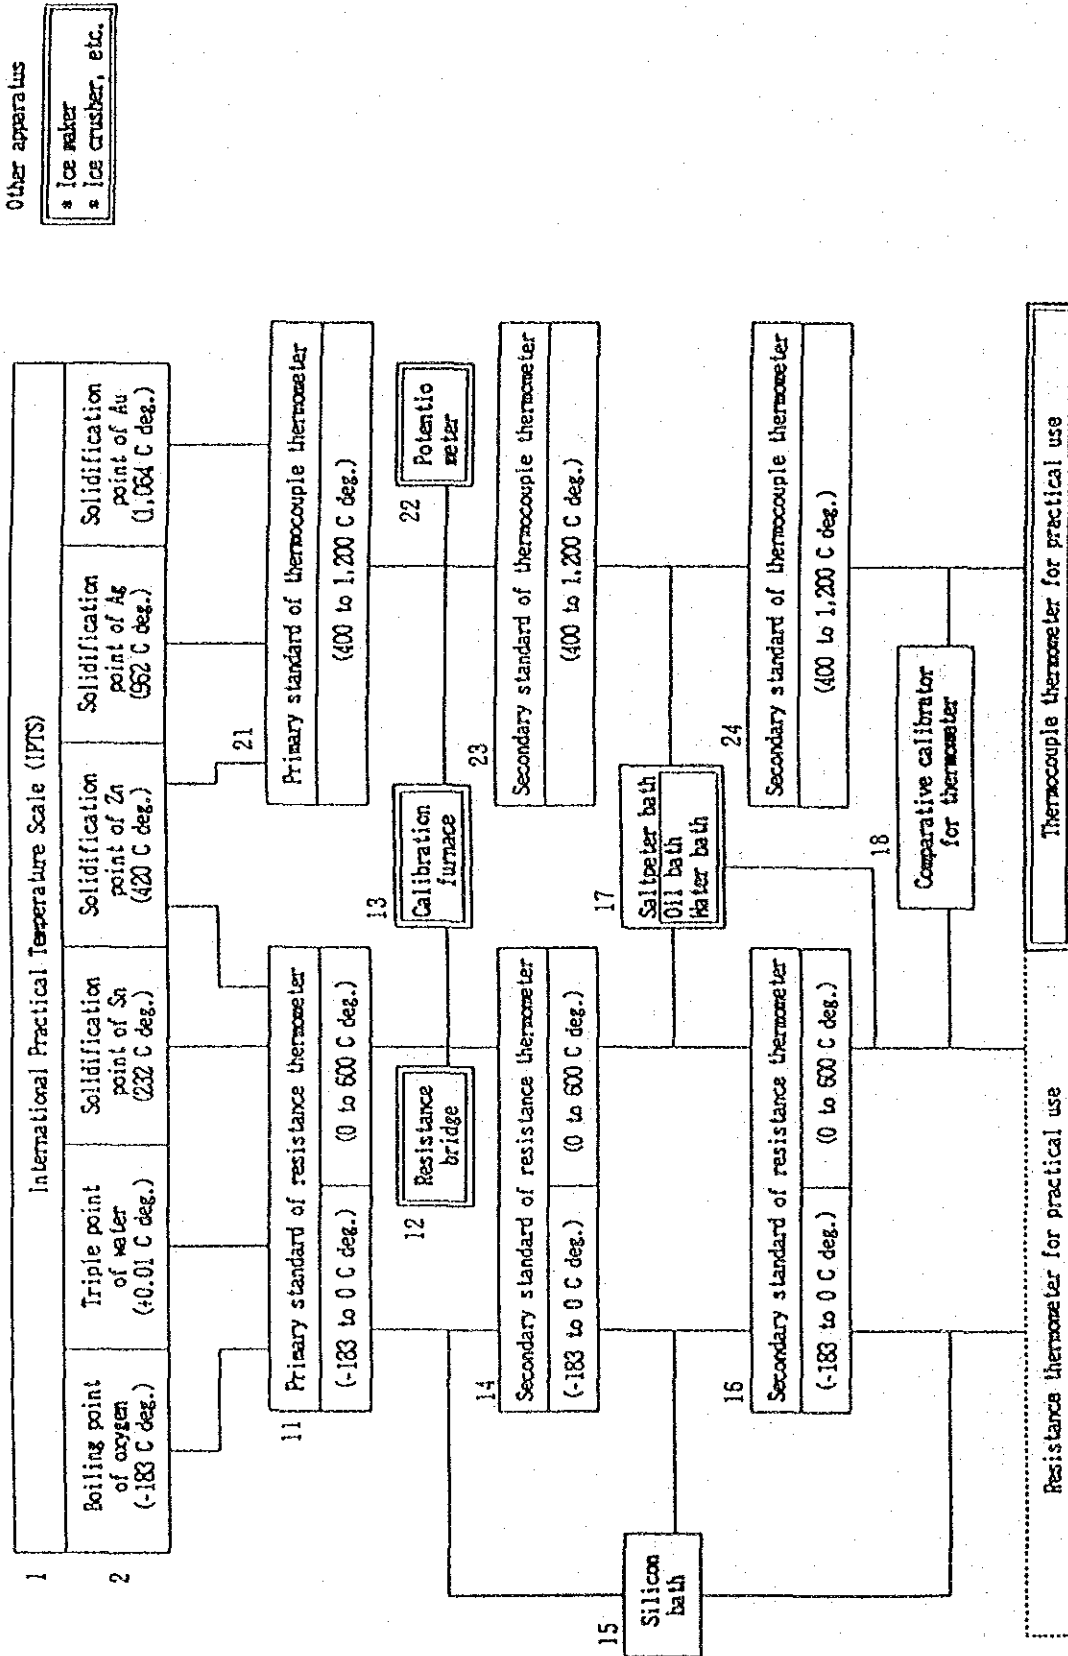 Other apparatus
* Ice maker
* Ice crusher, etc.
1
International Practical Temperature Scale (IPTS)
2
Boiling point
of oxygen
(-183 C deg.)
Triple point
of water
(+0.01 C deg.)
Solidification
point of Sn
(232 C deg.)
Solidification
point of Zn
(420 C deg.)
Solidification
point of Ag
(962 C deg.)
Solidification
point of Au
(1,064 C deg.)
11
Primary standard of resistance thermometer
(-183 to 0 C deg.)
(0 to 600 C deg.)
21
Primary standard of thermocouple thermometer
(400 to 1,200 C deg.)
12
Resistance
bridge
13
Calibration
furnace
22
Potentio
meter
14
Secondary standard of resistance thermometer
(-183 to 0 C deg.)
(0 to 600 C deg.)
23
Secondary standard of thermocouple thermometer
(400 to 1,200 C deg.)
15
Silicon
bath
17
Saltpeter bath
Oil bath
Water bath
16
Secondary standard of resistance thermometer
(-183 to 0 C deg.)
(0 to 600 C deg.)
24
Secondary standard of thermocouple thermometer
(400 to 1,200 C deg.)
18
Comparative calibrator
for thermometer
Resistance thermometer for practical use
Thermocouple thermometer for practical use